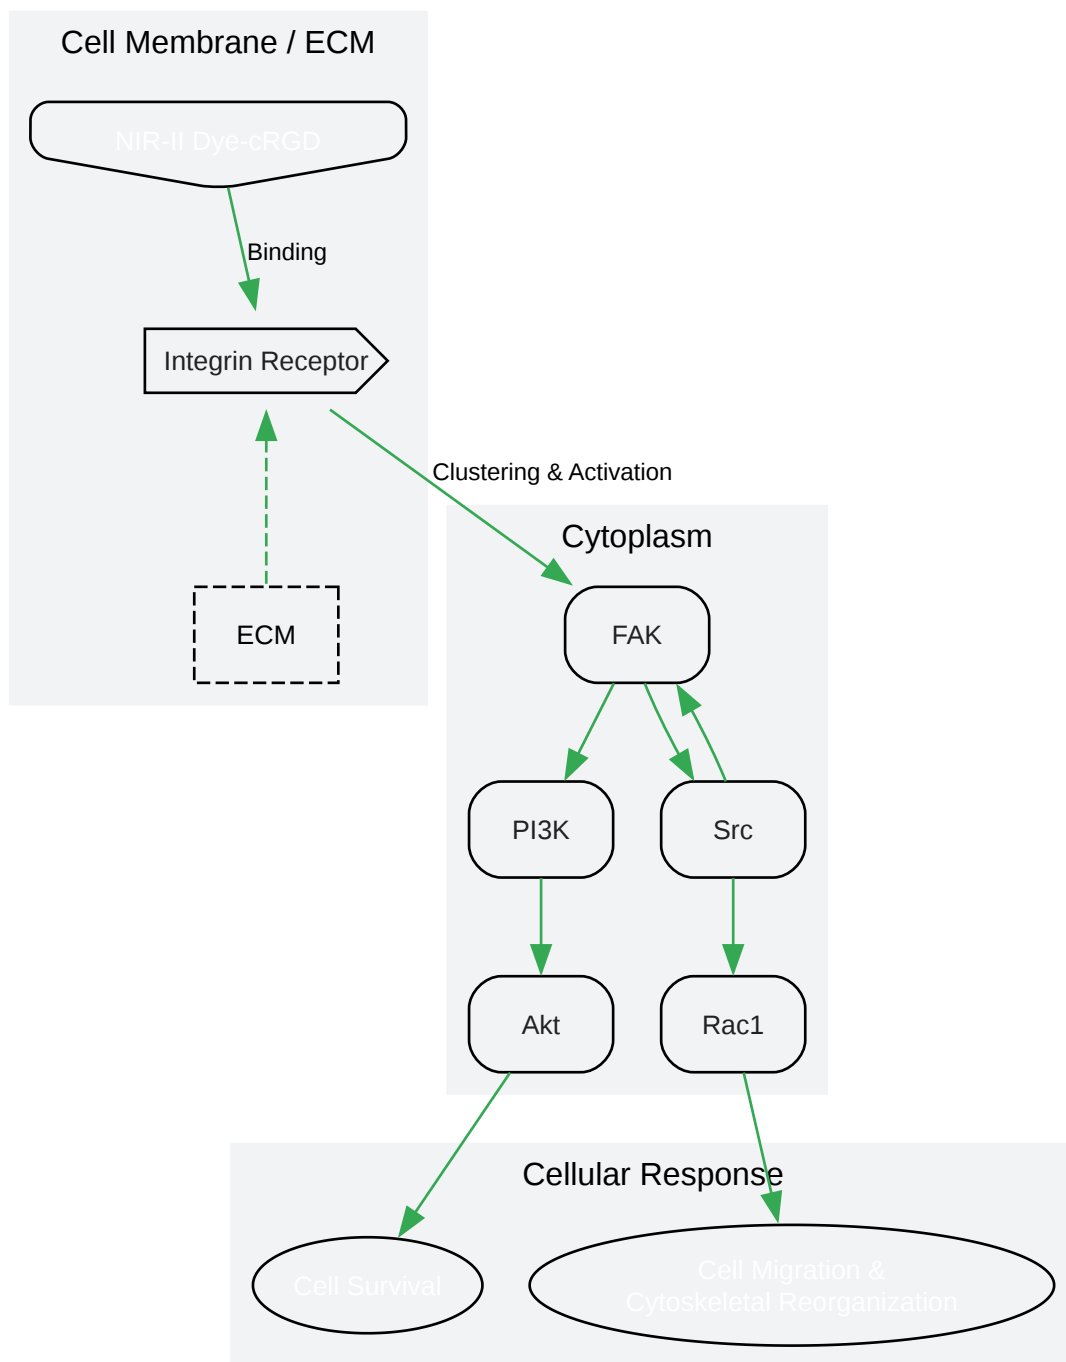 Cell Membrane / ECM
NIR-II Dye-cRGD
Binding
Integrin Receptor
Clustering & Activation
Cytoplasm
ECM
FAK
PI3K
Src
Akt
Rac1
Cellular Response
Cell Survival
Cell Migration &
Cytoskeletal Reorganization